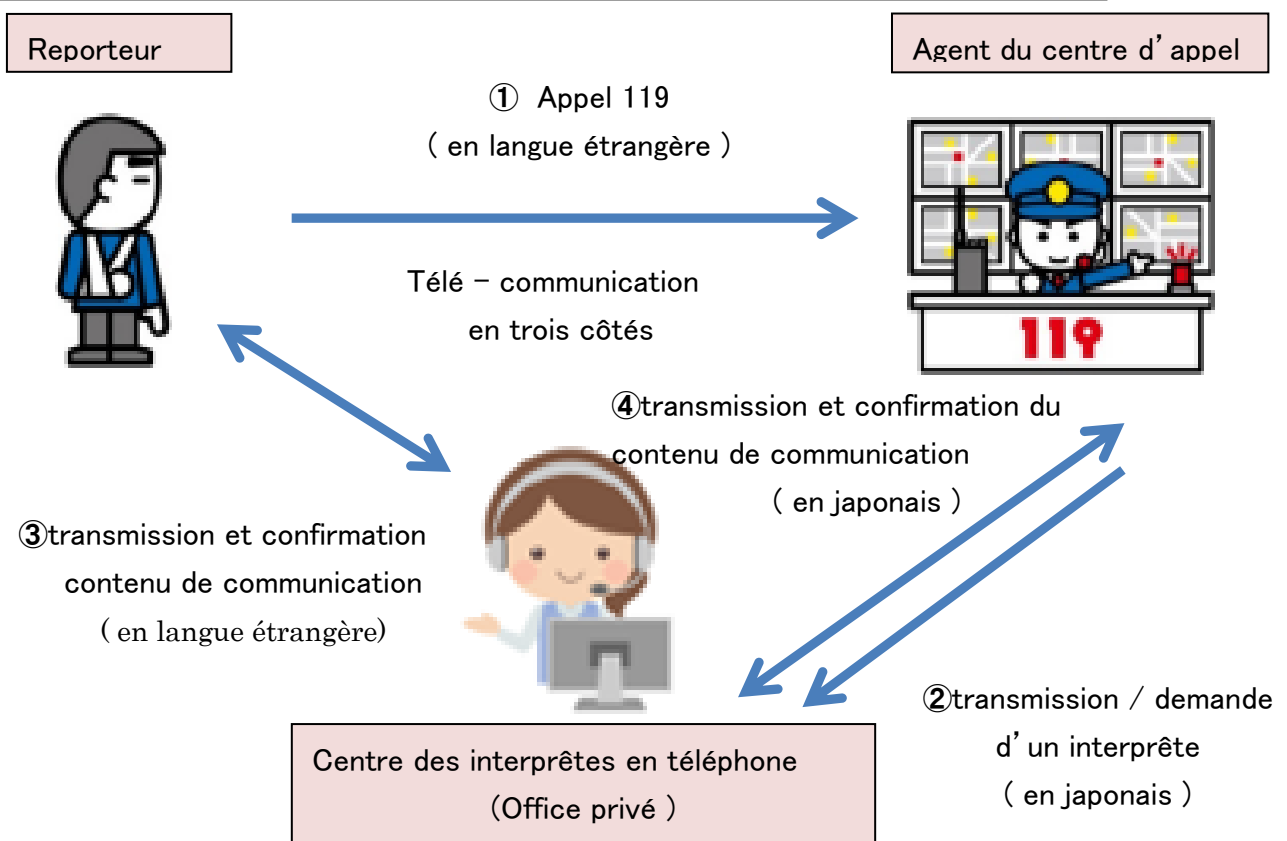 Reporteur
Agent du centre d'appel
① Appel 119
( en langue étrangère )
Télé - communication
en trois côtés
119
④transmission et confirmation du
contenu de communication
( en japonais )
③transmission et confirmation
contenu de communication
( en langue étrangère)
②transmission / demande
d'un interprête
( en japonais )
Centre des interprêtes en téléphone
(Office privé )